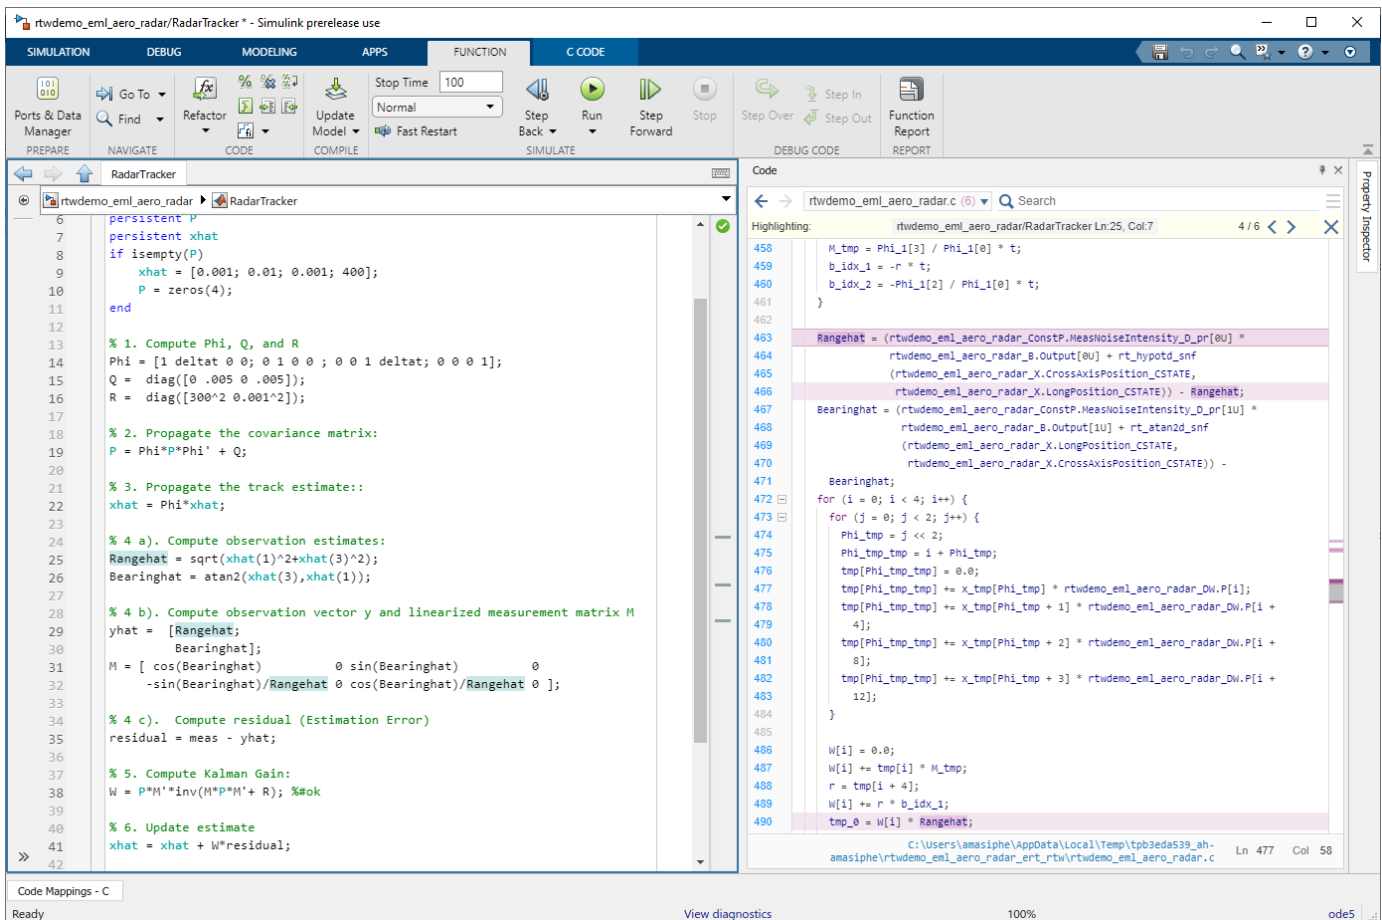 rtwdemo_eml_aero_radar/RadarTracker * - Simulink prerelease use
SIMULATION DEBUG MODELING APPS FUNCTION C CODE
Ports & Data Manager
PREPARE
Go To
Find
NAVIGATE
Refactor
CODE
Update Model
COMPILE
Stop Time 100
Normal
Fast Restart
Step Back
Run
Step Forward
Stop
SIMULATE
Step Over
Step In
Step Out
DEBUG CODE
Function Report
REPORT
RadarTracker
rtwdemo_eml_aero_radar RadarTracker
6 persistent P
7 persistent xhat
8 if isempty(P)
9 xhat = [0.001; 0.01; 0.001; 400];
10 P = zeros(4);
11 end
12
13 % 1. Compute Phi, Q, and R
14 Phi = [1 deltat 0 0; 0 1 0 0 ; 0 0 1 deltat; 0 0 0 1];
15 Q = diag([0 .005 0 .005]);
16 R = diag([300^2 0.001^2]);
17
18 % 2. Propagate the covariance matrix:
19 P = Phi*P*Phi' + Q;
20
21 % 3. Propagate the track estimate::
22 xhat = Phi*xhat;
23
24 % 4 a). Compute observation estimates:
25 Rangehat = sqrt(xhat(1)^2+xhat(3)^2);
26 Bearinghat = atan2(xhat(3),xhat(1));
27
28 % 4 b). Compute observation vector y and linearized measurement matrix M
29 yhat = [Rangehat;
30 Bearinghat];
31 M = [ cos(Bearinghat) 0 sin(Bearinghat) 0
32 -sin(Bearinghat)/Rangehat 0 cos(Bearinghat)/Rangehat 0 ];
33
34 % 4 c). Compute residual (Estimation Error)
35 residual = meas - yhat;
36
37 % 5. Compute Kalman Gain:
38 W = P*M'*inv(M*P*M'+ R); %#ok
39
40 % 6. Update estimate
41 xhat = xhat + W*residual;
42
Code
rtwdemo_eml_aero_radar.c (6) Search
Highlighting: rtwdemo_eml_aero_radar/RadarTracker Ln:25, Col:7 4 / 6
458 M_tmp = Phi_1[3] / Phi_1[0] * t;
459 b_idx_1 = -r * t;
460 b_idx_2 = -Phi_1[2] / Phi_1[0] * t;
461 }
462
463 Rangehat = (rtwdemo_eml_aero_radar_ConstP.MeasNoiseIntensity_D_pr[0U] *
464 rtwdemo_eml_aero_radar_B.Output[0U] + rt_hypotd_snf
465 (rtwdemo_eml_aero_radar_X.CrossAxisPosition_CSTATE,
466 rtwdemo_eml_aero_radar_X.LongPosition_CSTATE)) - Rangehat;
467 Bearinghat = (rtwdemo_eml_aero_radar_ConstP.MeasNoiseIntensity_D_pr[1U] *
468 rtwdemo_eml_aero_radar_B.Output[1U] + rt_atan2d_snf
469 (rtwdemo_eml_aero_radar_X.LongPosition_CSTATE,
470 rtwdemo_eml_aero_radar_X.CrossAxisPosition_CSTATE)) -
471 Bearinghat;
472 for (i = 0; i < 4; i++) {
473 for (j = 0; j < 2; j++) {
474 Phi_tmp = j << 2;
475 Phi_tmp_tmp = i + Phi_tmp;
476 tmp[Phi_tmp_tmp] = 0.0;
477 tmp[Phi_tmp_tmp] += x_tmp[Phi_tmp] * rtwdemo_eml_aero_radar_DW.P[i];
478 tmp[Phi_tmp_tmp] += x_tmp[Phi_tmp + 1] * rtwdemo_eml_aero_radar_DW.P[i +
479 4];
480 tmp[Phi_tmp_tmp] += x_tmp[Phi_tmp + 2] * rtwdemo_eml_aero_radar_DW.P[i +
481 8];
482 tmp[Phi_tmp_tmp] += x_tmp[Phi_tmp + 3] * rtwdemo_eml_aero_radar_DW.P[i +
483 12];
484 }
485
486 W[i] = 0.0;
487 W[i] += tmp[i] * M_tmp;
488 r = tmp[i + 4];
489 W[i] += r * b_idx_1;
490 tmp_0 = W[i] * Rangehat;
C:\Users\amasiphe\AppData\Local\Temp\tpb3eda539_ah-
amasiphe\rtwdemo_eml_aero_radar_ert_rtw\rtwdemo_eml_aero_radar.c
Ln 477 Col 58
Property Inspector
Code Mappings - C
Ready View diagnostics 100% ode5